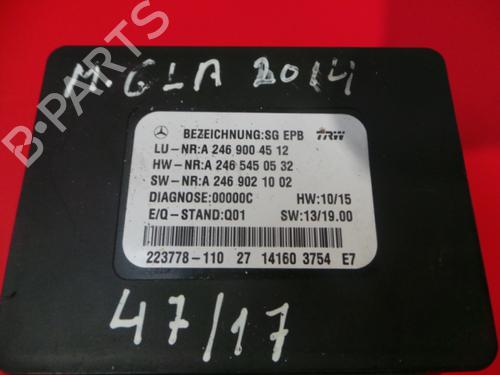 M. GLA 2014
BEZEICHNUNG:SG EPB TRW
LU-NR:A 246 900 45 12
HW-NR:A 246 545 05 32
SW-NR:A 246 902 10 02
DIAGNOSE:00000C HW:10/15
E/Q-STAND:Q01 SW:13/19.00
223778-110 27 14160 3754 E7
47/17
B-PARTS